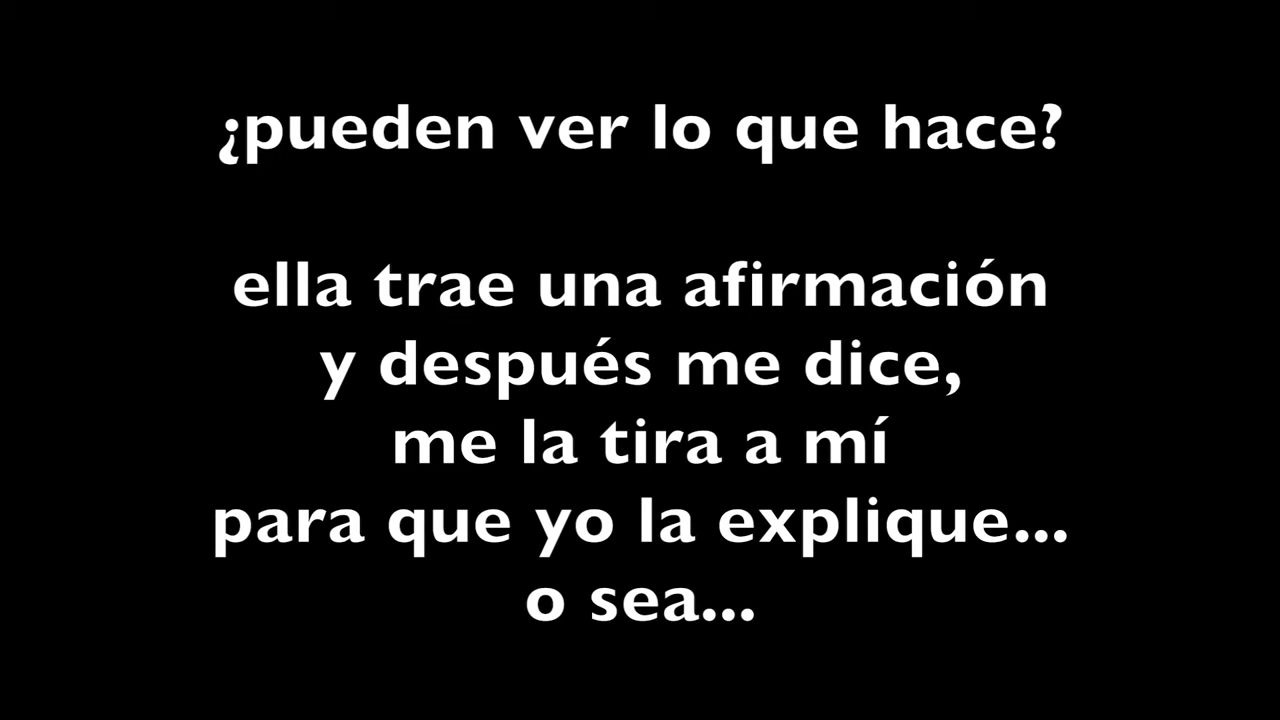 ¿pueden ver lo que hace?
ella trae una afirmación
y después me dice,
me la tira a mí
para que yo la explique...
o sea...